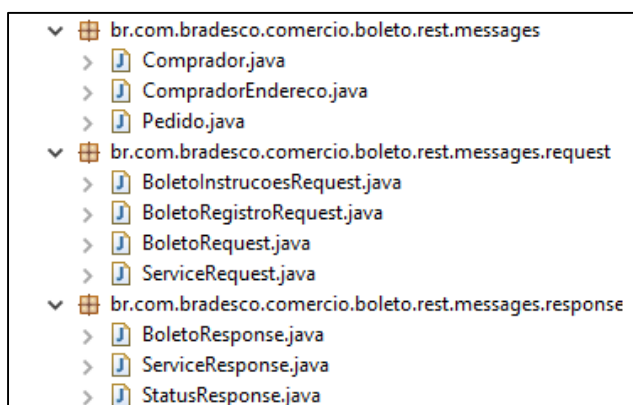 br.com.bradesco.comercio.boleto.rest.messages
Comprador.java
CompradorEndereco.java
Pedido.java
br.com.bradesco.comercio.boleto.rest.messages.request
BoletoInstrucoesRequest.java
BoletoRegistroRequest.java
BoletoRequest.java
ServiceRequest.java
br.com.bradesco.comercio.boleto.rest.messages.response
BoletoResponse.java
ServiceResponse.java
StatusResponse.java